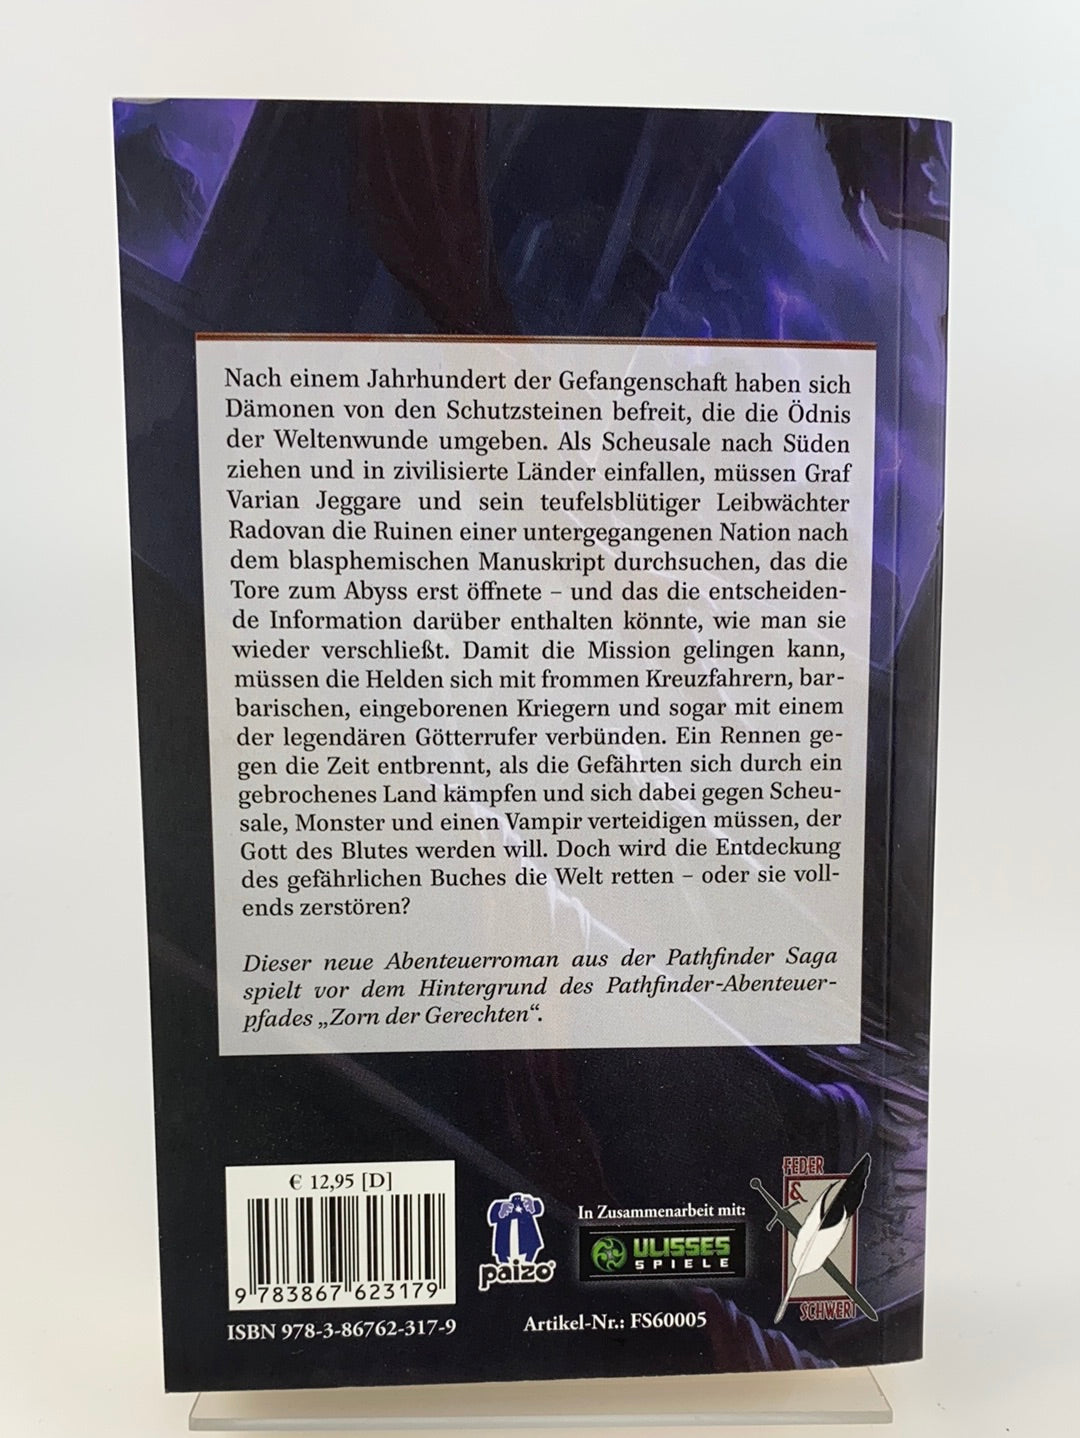 Nach einem Jahrhundert der Gefangenschaft haben sich
Dämonen von den Schutzsteinen befreit, die die Ödnis
der Weltenwunde umgeben. Als Scheusale nach Süden
ziehen und in zivilisierte Länder einfallen, müssen Graf
Varian Jeggare und sein teufelsblütiger Leibwächter
Radovan die Ruinen einer untergegangenen Nation nach
dem blasphemischen Manuskript durchsuchen, das die
Tore zum Abyss erst öffnete – und das die entscheiden-
de Information darüber enthalten könnte, wie man sie
wieder verschließt. Damit die Mission gelingen kann,
müssen die Helden sich mit frommen Kreuzfahrern, bar-
barischen, eingeborenen Kriegern und sogar mit einem
der legendären Götterrufer verbünden. Ein Rennen ge-
gen die Zeit entbrennt, als die Gefährten sich durch ein
gebrochenes Land kämpfen und sich dabei gegen Scheu-
sale, Monster und einen Vampir verteidigen müssen, der
Gott des Blutes werden will. Doch wird die Entdeckung
des gefährlichen Buches die Welt retten – oder sie voll-
ends zerstören?
Dieser neue Abenteuerroman aus der Pathfinder Saga
spielt vor dem Hintergrund des Pathfinder-Abenteuer-
pfades „Zorn der Gerechten“.
€ 12,95 [D]
9 783867 623179
ISBN 978-3-86762-317-9
paizo®
In Zusammenarbeit mit:
ULISSES
SPIELE
Artikel-Nr.: FS60005
FEDER
&
SCHWERT